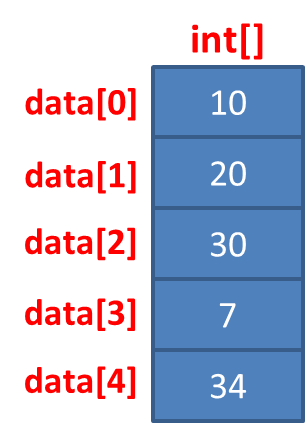 int[]
data[0] 10
data[1] 20
data[2] 30
data[3] 7
data[4] 34